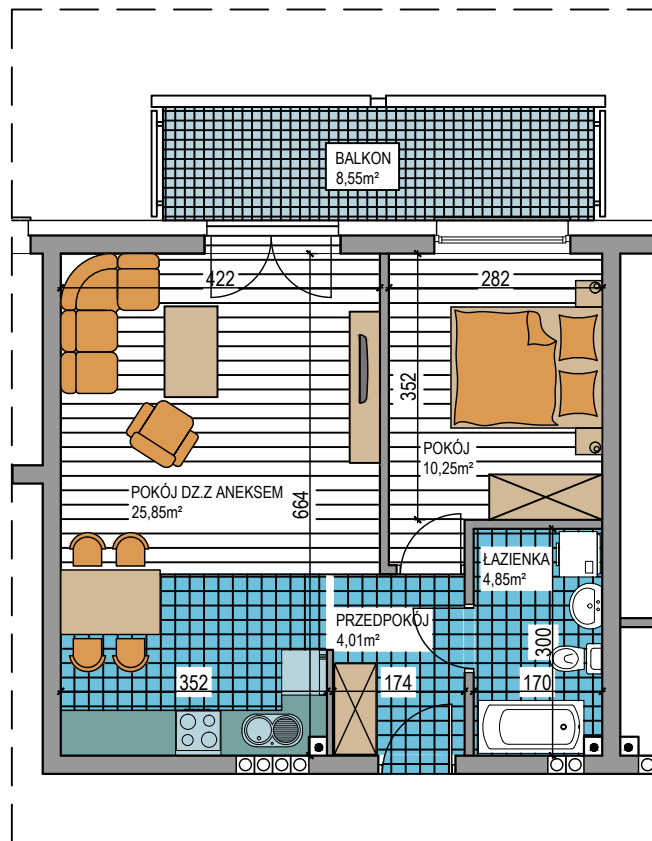 BALKON
8,55m²
422
282
352
POKÓJ
10,25m²
POKÓJ DZ.Z ANEKSEM
25,85m²
664
ŁAZIENKA
4,85m²
PRZEDPOKÓJ
4,01m²
300
352
174
170